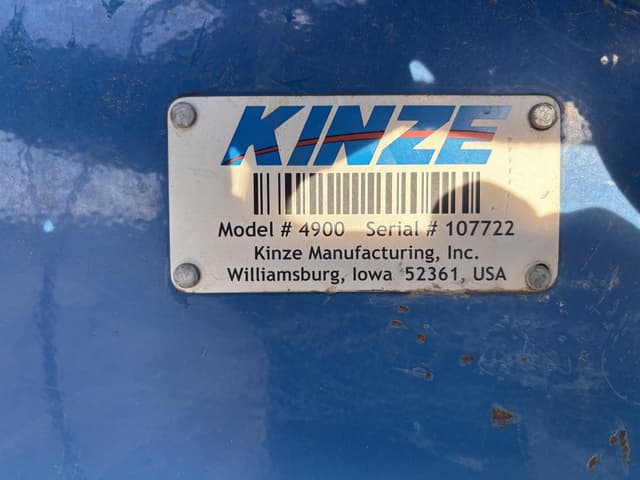 KINZE
Model # 4900 Serial # 107722
Kinze Manufacturing, Inc.
Williamsburg, Iowa 52361, USA